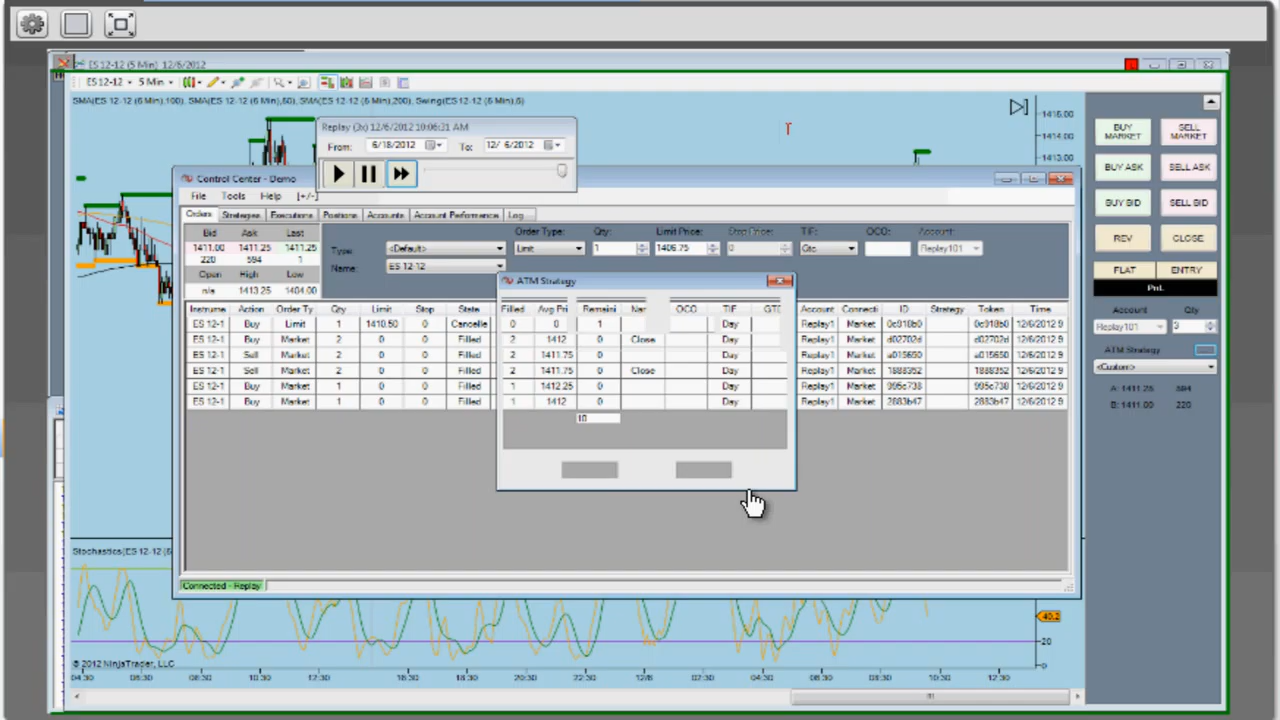 ES 12-12 (5 Min) 12/6/2012
ES 12-12 5 Min
SMA(ES 12-12 (5 Min),100), SMA(ES 12-12 (5 Min),50), SMA(ES 12-12 (5 Min),200), Swing(ES 12-12 (5 Min),5)
1415.00
1414.00
1413.00
Replay (3x) 12/6/2012 10:06:31 AM
From: 6/18/2012 To: 12/ 6/2012
Control Center - Demo
File Tools Help [+/-]
Orders Strategies Executions Positions Accounts Account Performance Log
Bid Ask Last
1411.00 1411.25 1411.25
220 594 1
Open High Low
n/a 1413.25 1404.00
Type: <Default>
Name: ES 12-12
Order Type: Qty: Limit Price: Stop Price: TIF: OCO: Account:
Limit 1 1406.75 0 Gtc Replay101
ATM Strategy
Instrume Action Order Ty Qty Limit Stop State Filled Avg Pri Remaini Nar OCO TIF GTD Account Connecti ID Strategy Token Time
ES 12-1 Buy Limit 1 1410.50 0 Cancelle 0 0 1 Day Replay1 Market 0c918b0 0c918b0 12/6/2012 9
ES 12-1 Buy Market 2 0 0 Filled 2 1412 0 Close Day Replay1 Market d02702d d02702d 12/6/2012 9
ES 12-1 Sell Market 2 0 0 Filled 2 1411.75 0 Day Replay1 Market a015650 a015650 12/6/2012 9
ES 12-1 Sell Market 2 0 0 Filled 2 1411.75 0 Close Day Replay1 Market 1888352 1888352 12/6/2012 9
ES 12-1 Buy Market 1 0 0 Filled 1 1412.25 0 Day Replay1 Market 995c738 995c738 12/6/2012 9
ES 12-1 Buy Market 1 0 0 Filled 1 1412 0 Day Replay1 Market 2883b47 2883b47 12/6/2012 9
10
Connected - Replay
BUY MARKET SELL MARKET
BUY ASK SELL ASK
BUY BID SELL BID
REV CLOSE
FLAT ENTRY
PnL
Account Qty
Replay101 3
ATM Strategy
<Custom>
A: 1411.25 594
B: 1411.00 220
Stochastics(ES 12-12 (5
40.2
20
0
© 2012 NinjaTrader, LLC
04:30 08:30 10:30 12:30 16:30 18:30 20:30 22:30 12/6 02:30 04:30 06:30 08:30 10:30 12:30